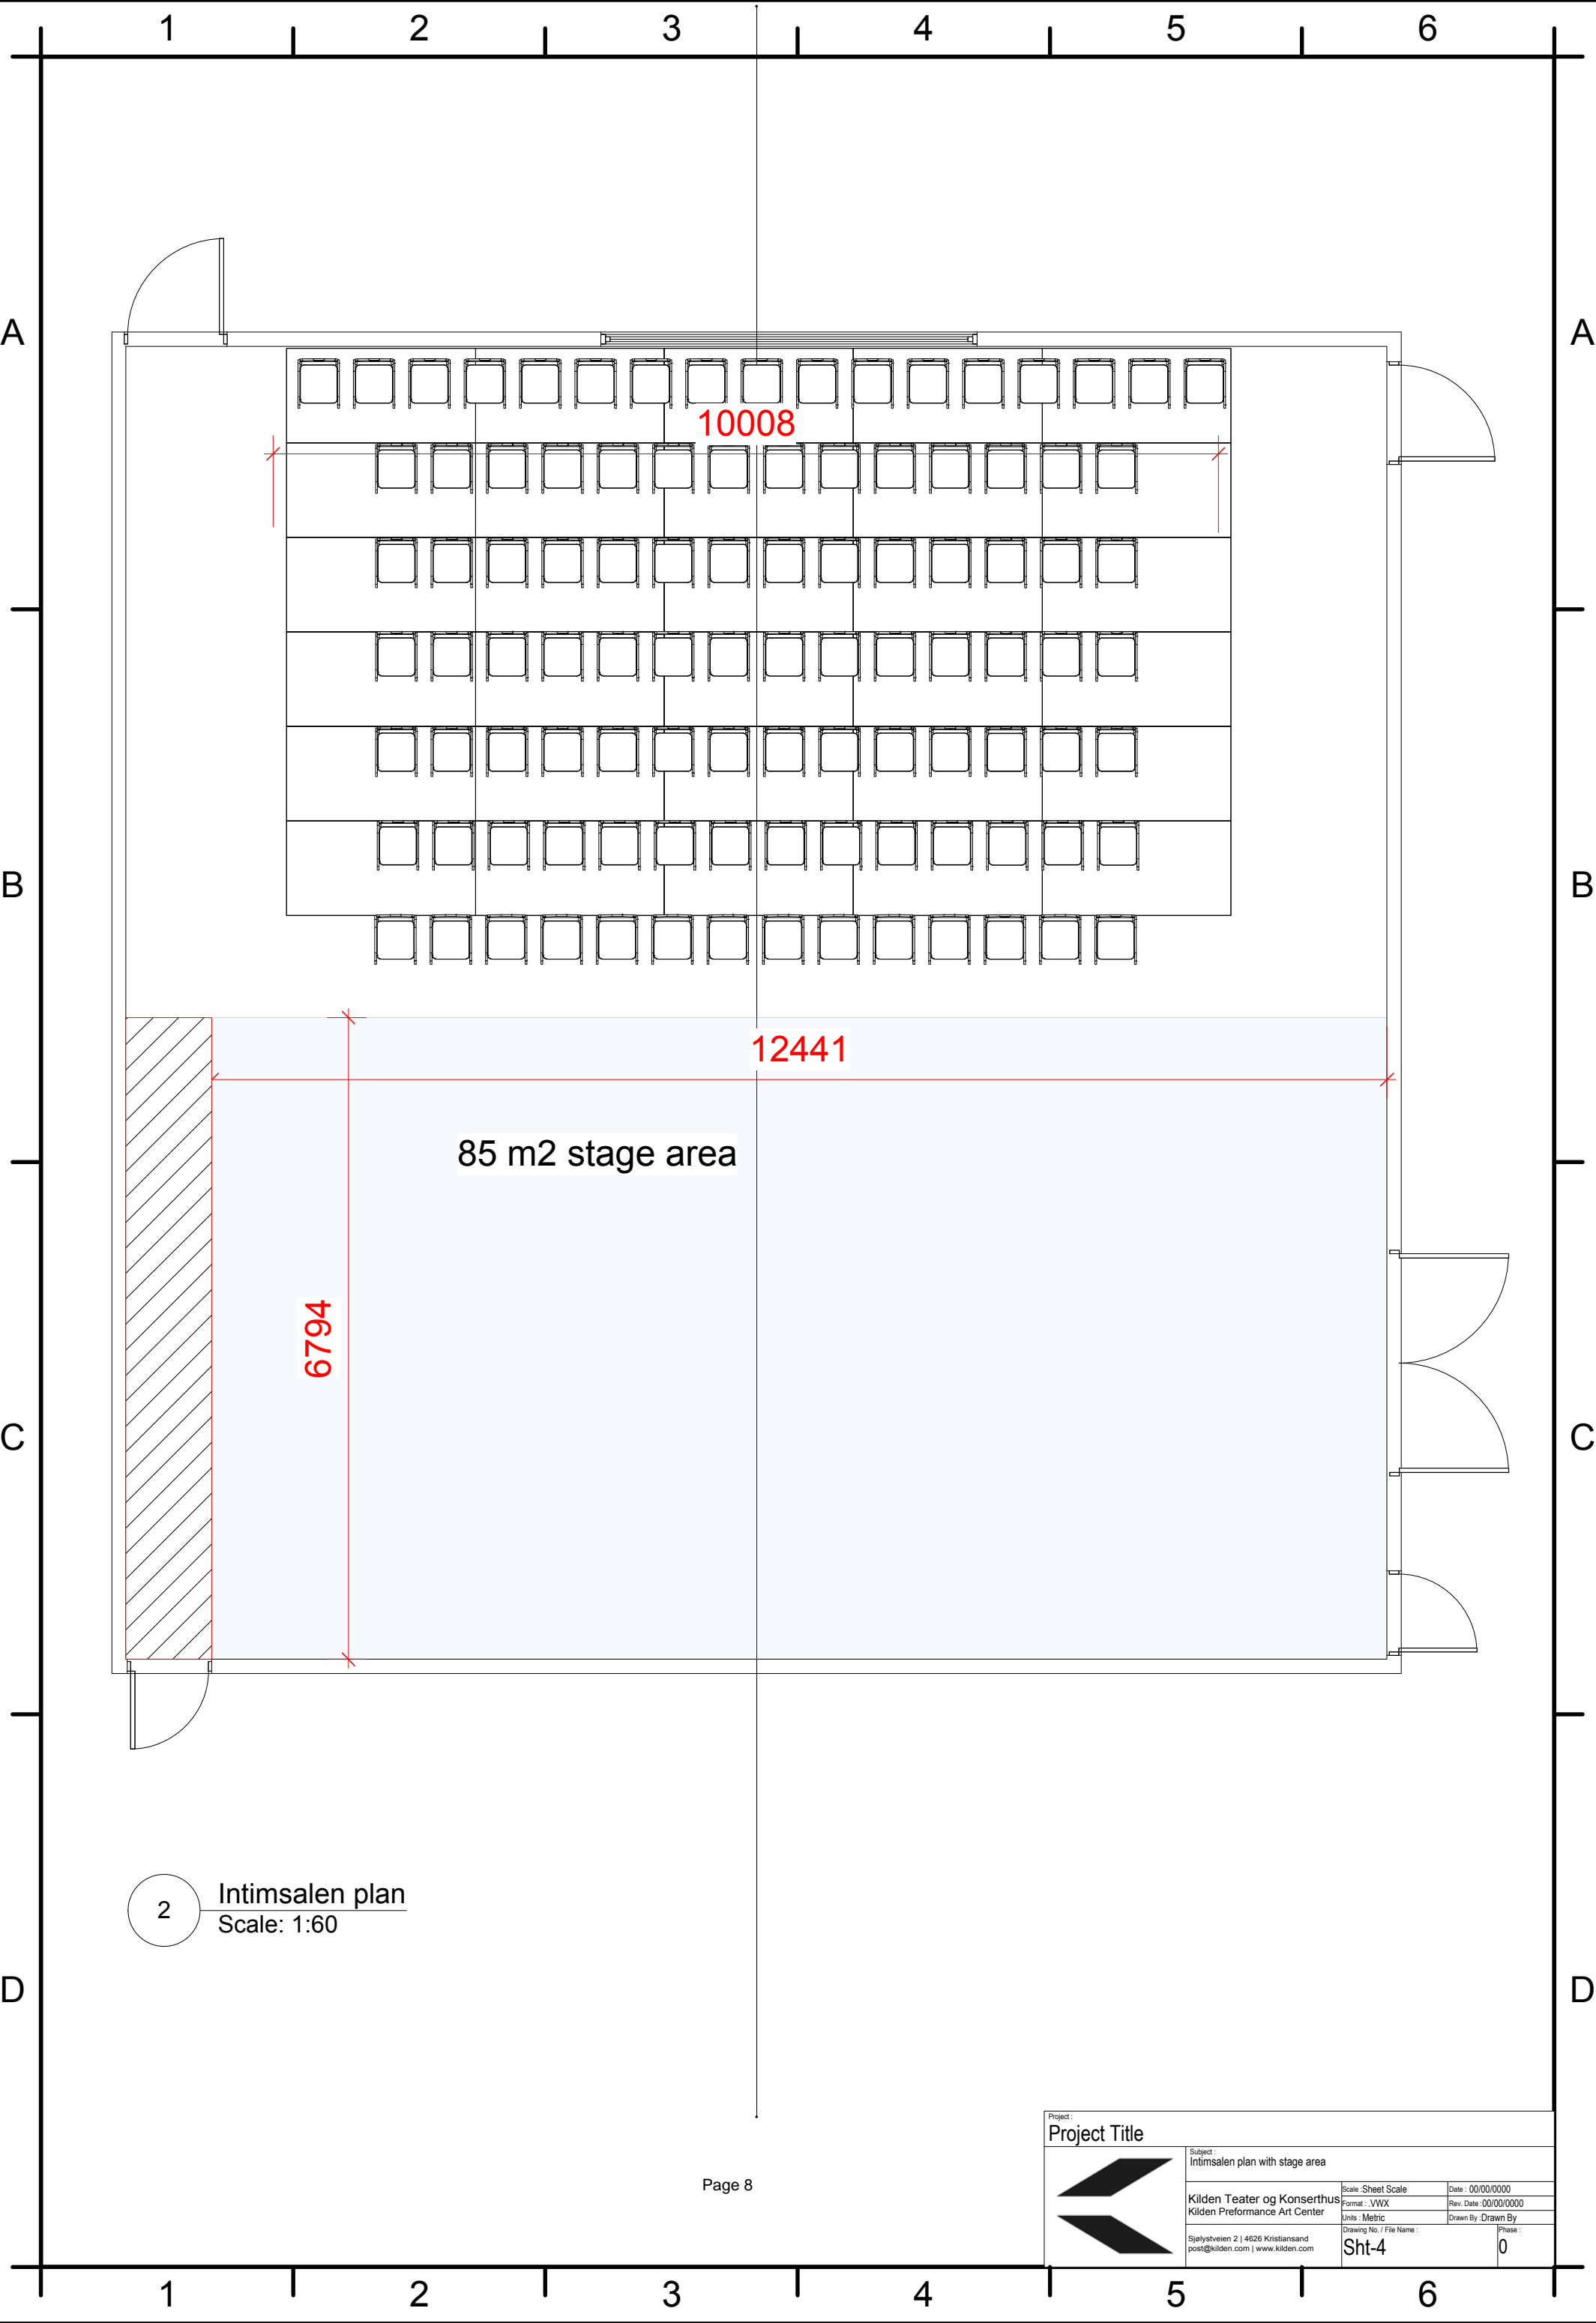 1 2 3 4 5 6
A A
10008
B B
12441
85 m2 stage area
6794
C C
2
Intimsalen plan
Scale: 1:60
D D
Project :
Project Title
Subject :
Intimsalen plan with stage area
Page 8
Kilden Teater og Konserthus
Kilden Preformance Art Center
Scale :Sheet Scale
Date : 00/00/0000
Format : .VWX
Rev. Date :00/00/0000
Units : Metric
Drawn By :Drawn By
Sjølystveien 2 | 4626 Kristiansand
post@kilden.com | www.kilden.com
Drawing No. / File Name :
Sht-4
Phase :
0
1 2 3 4 5 6